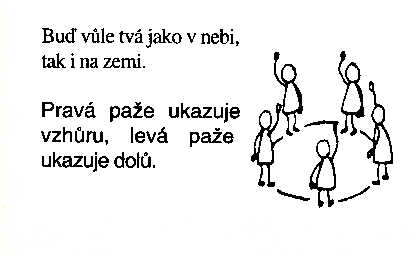 Buď vůle tvá jako v nebi,
tak i na zemi.
Pravá paže ukazuje
vzhůru, levá paže
ukazuje dolů.